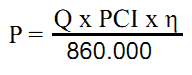 P = Q x PCI x η
860.000